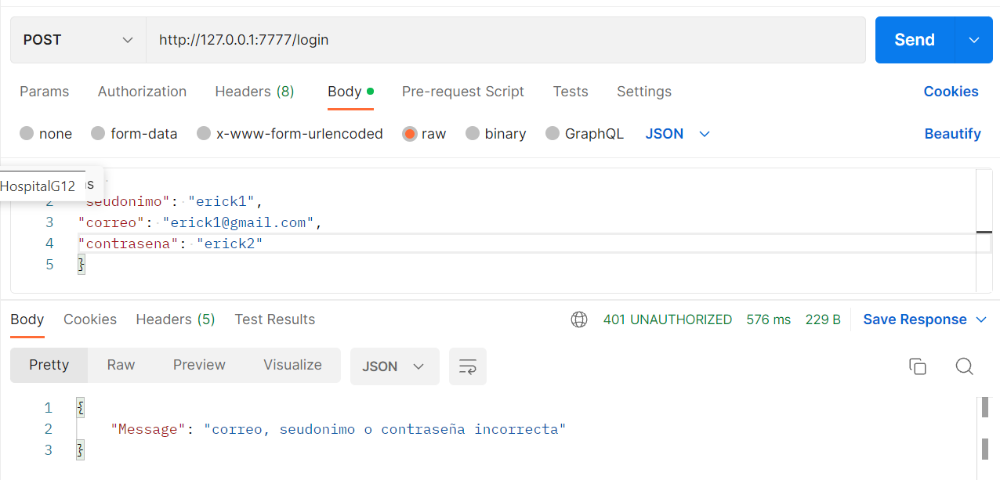 POST http://127.0.0.1:7777/login Send
Params Authorization Headers (8) Body Pre-request Script Tests Settings Cookies
none form-data x-www-form-urlencoded raw binary GraphQL JSON Beautify
HospitalG12
2 seudonimo": "erick1",
3 "correo": "erick1@gmail.com",
4 "contrasena": "erick2"
5 }
Body Cookies Headers (5) Test Results 401 UNAUTHORIZED 576 ms 229 B Save Response
Pretty Raw Preview Visualize JSON
1 {
2 "Message": "correo, seudonimo o contraseña incorrecta"
3 }